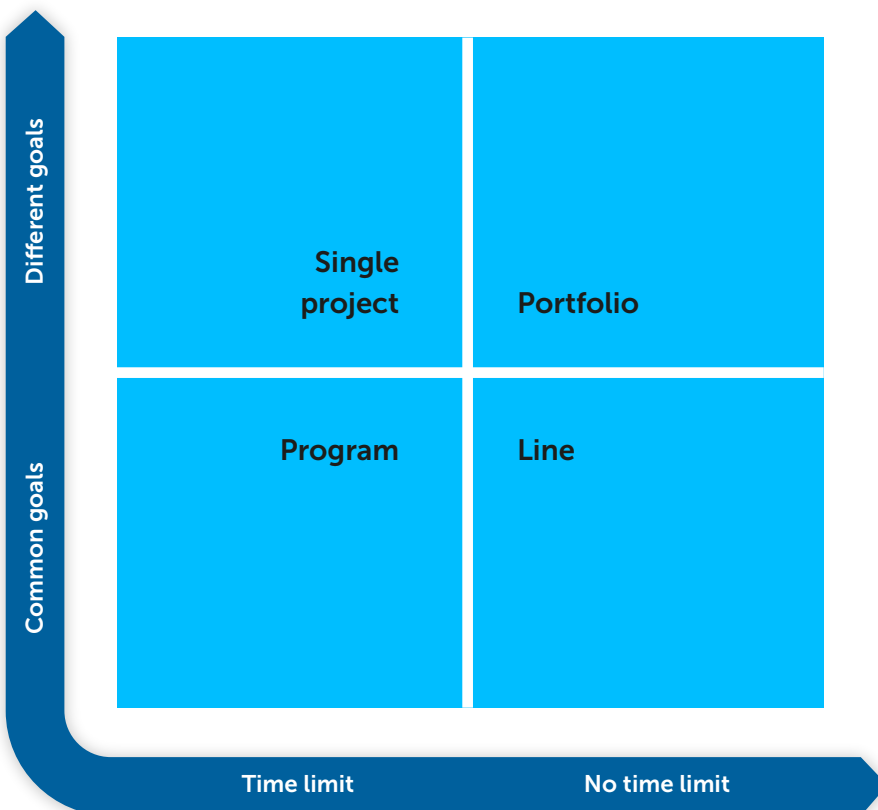 Different goals
Single
project
Portfolio
Common goals
Program
Line
Time limit
No time limit